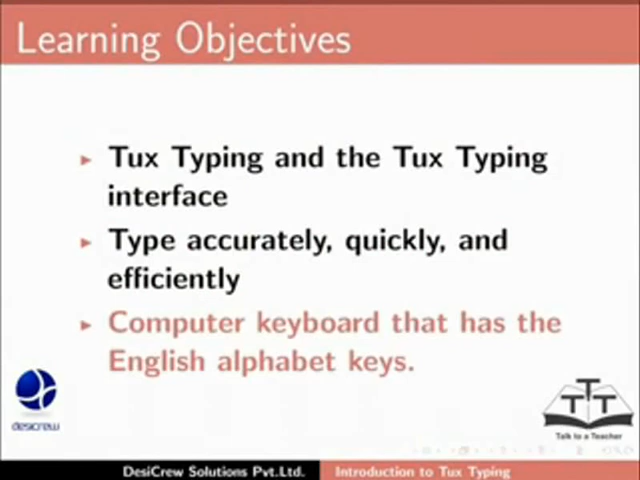 Learning Objectives
Tux Typing and the Tux Typing
interface
Type accurately, quickly, and
efficiently
Computer keyboard that has the
English alphabet keys.
desicrew
TTT
Talk to a Teacher
DesiCrew Solutions Pvt.Ltd. Introduction to Tux Typing